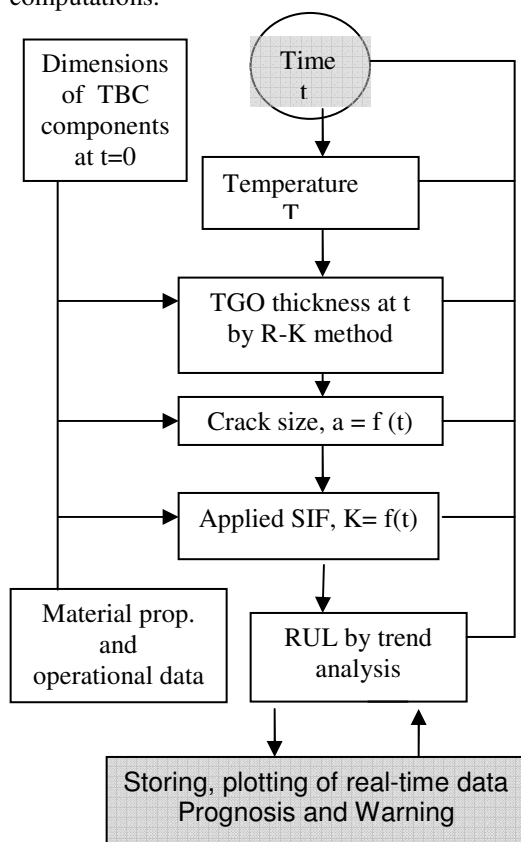 computations.
Dimensions
of TBC
components
at t=0
Time
t
Temperature
T
TGO thickness at t
by R-K method
Crack size, a = f (t)
Applied SIF, K= f(t)
Material prop.
and
operational data
RUL by trend
analysis
Storing, plotting of real-time data
Prognosis and Warning